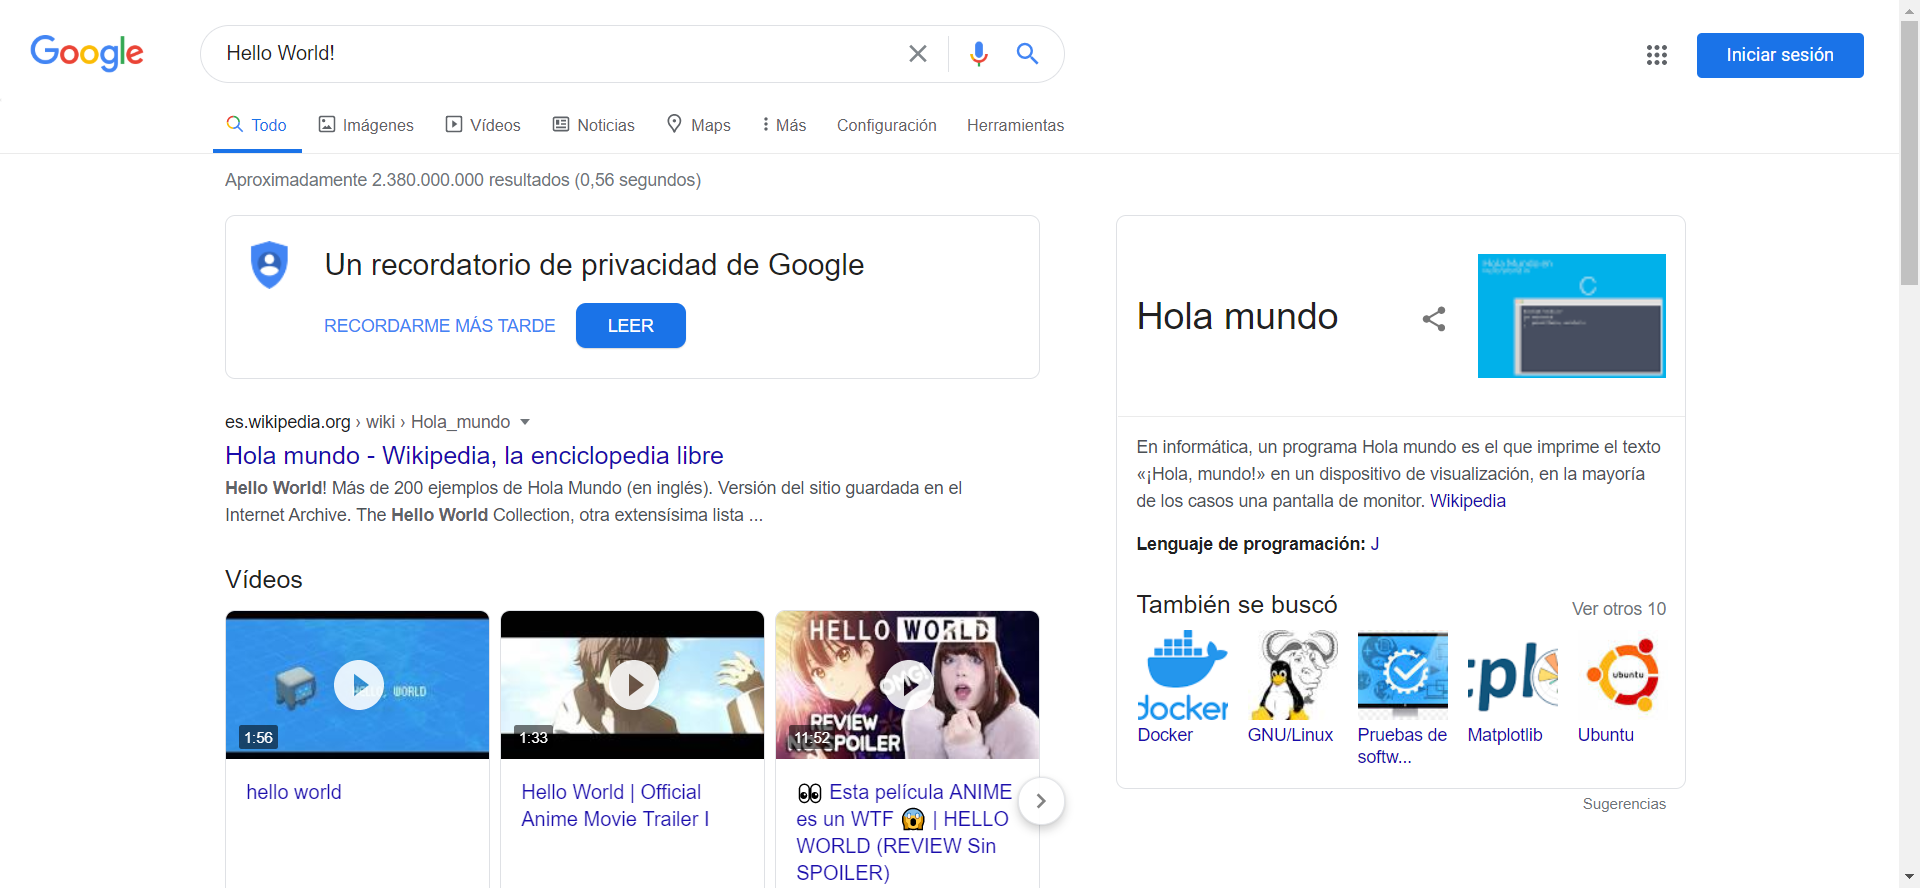 Google
Hello World!
Iniciar sesión
Todo
Imágenes
Vídeos
Noticias
Maps
Más
Configuración
Herramientas
Aproximadamente 2.380.000.000 resultados (0,56 segundos)
Un recordatorio de privacidad de Google
RECORDARME MÁS TARDE
LEER
es.wikipedia.org › wiki › Hola_mundo
Hola mundo - Wikipedia, la enciclopedia libre
Hello World! Más de 200 ejemplos de Hola Mundo (en inglés). Versión del sitio guardada en el
Internet Archive. The Hello World Collection, otra extensísima lista ...
Vídeos
WORLD
1:56
hello world
1:33
Hello World | Official
Anime Movie Trailer I
HELLO WORLD
OMG!
REVIEW
NO SPOILER
11:52
👀 Esta película ANIME
es un WTF 😱 | HELLO
WORLD (REVIEW Sin
SPOILER)
Hola mundo
Hola Mundo en
C
En informática, un programa Hola mundo es el que imprime el texto
«¡Hola, mundo!» en un dispositivo de visualización, en la mayoría
de los casos una pantalla de monitor. Wikipedia
Lenguaje de programación: J
También se buscó
Ver otros 10
docker
Docker
GNU/Linux
Pruebas de
softw...
tpl
Matplotlib
ubuntu
Ubuntu
Sugerencias